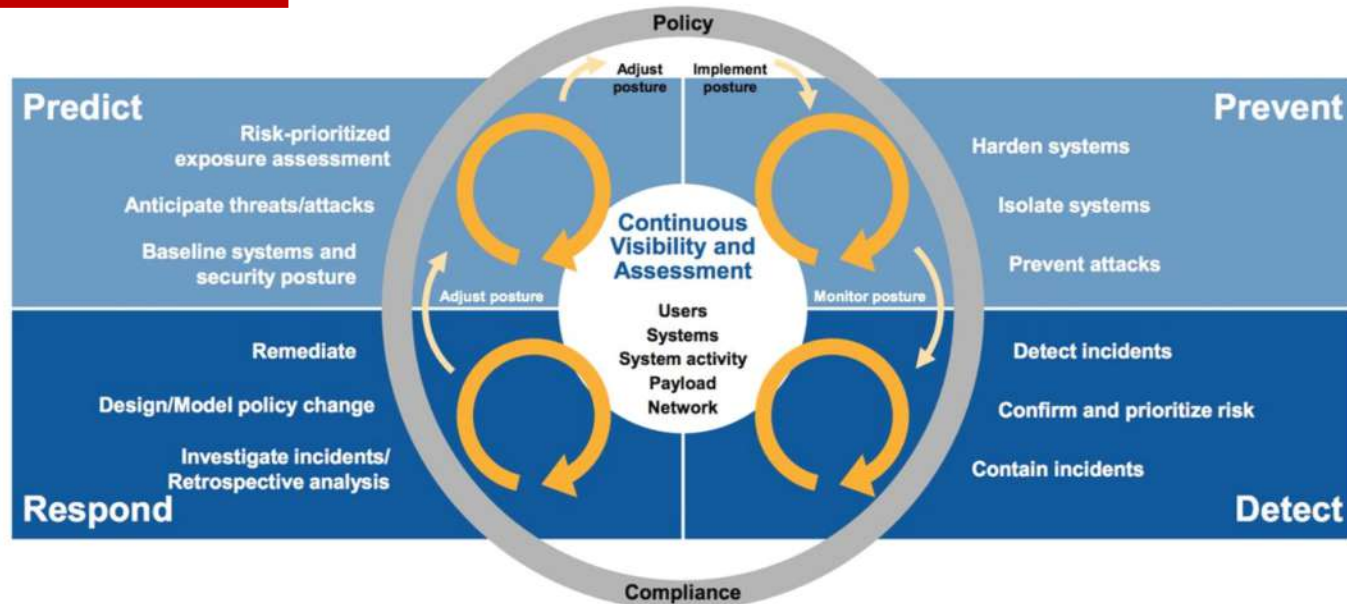 Policy
Adjust
posture
Implement
posture
Predict
Risk-prioritized
exposure assessment
Anticipate threats/attacks
Baseline systems and
security posture
Prevent
Harden systems
Isolate systems
Prevent attacks
Continuous
Visibility and
Assessment
Users
Systems
System activity
Payload
Network
Adjust posture
Monitor posture
Remediate
Design/Model policy change
Investigate incidents/
Retrospective analysis
Respond
Detect incidents
Confirm and prioritize risk
Contain incidents
Detect
Compliance